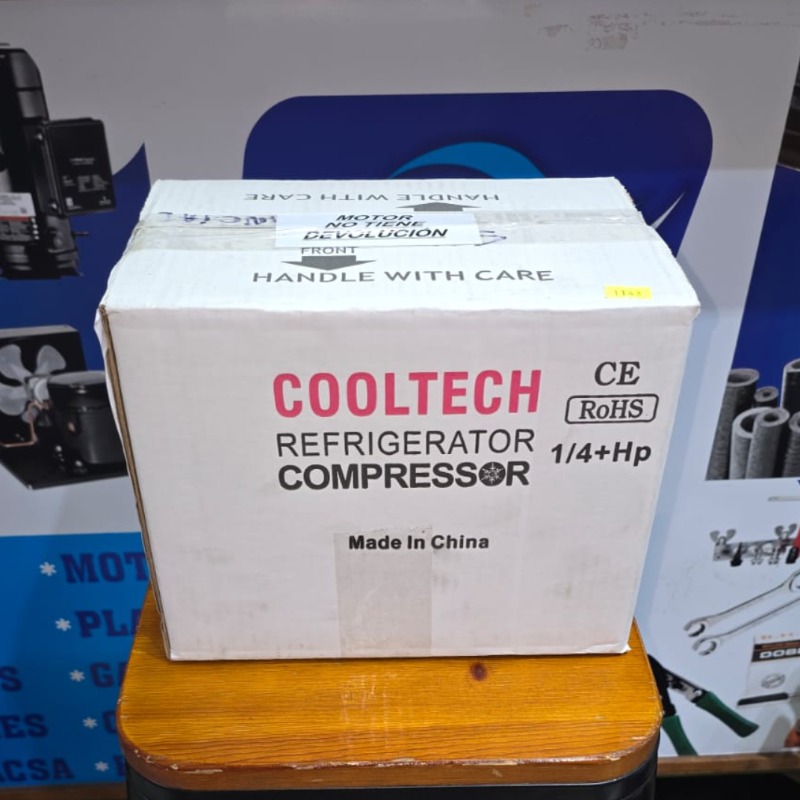 HANDLE WITH CARE
MOTOR
NO TIENE
DEVOLUCIÓN
FRONT
HANDLE WITH CARE
COOLTECH
REFRIGERATOR
COMPRESSOR
CE
RoHS
1/4+Hp
Made In China